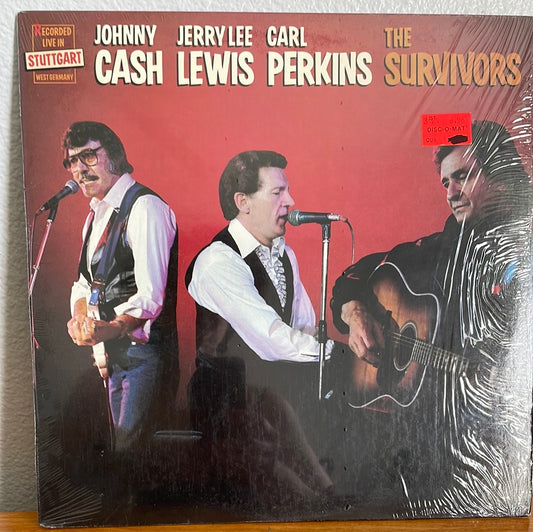 RECORDED
LIVE IN
STUTTGART
WEST GERMANY
JOHNNY JERRY LEE CARL THE
CASH LEWIS PERKINS SURVIVORS
DISC-O-MAT